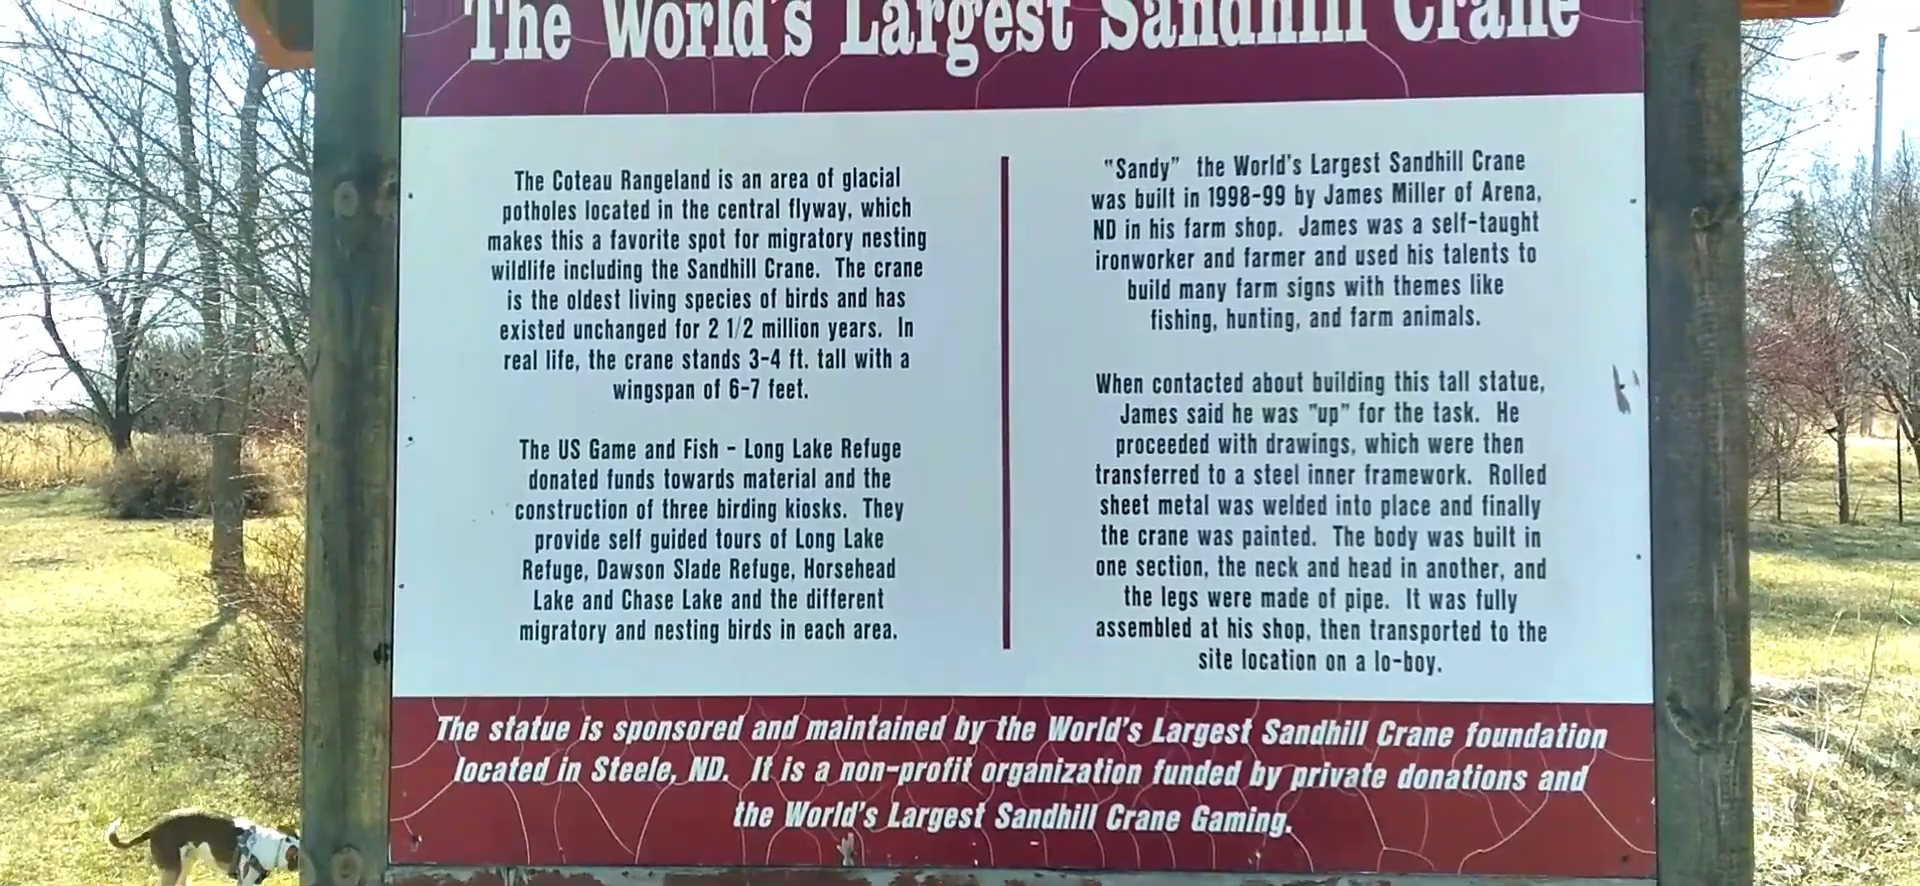 The World's Largest Sandhill Crane
The Coteau Rangeland is an area of glacial
potholes located in the central flyway, which
makes this a favorite spot for migratory nesting
wildlife including the Sandhill Crane. The crane
is the oldest living species of birds and has
existed unchanged for 2 1/2 million years. In
real life, the crane stands 3-4 ft. tall with a
wingspan of 6-7 feet.
The US Game and Fish - Long Lake Refuge
donated funds towards material and the
construction of three birding kiosks. They
provide self guided tours of Long Lake
Refuge, Dawson Slade Refuge, Horsehead
Lake and Chase Lake and the different
migratory and nesting birds in each area.
"Sandy" the World's Largest Sandhill Crane
was built in 1998-99 by James Miller of Arena,
ND in his farm shop. James was a self-taught
ironworker and farmer and used his talents to
build many farm signs with themes like
fishing, hunting, and farm animals.
When contacted about building this tall statue,
James said he was "up" for the task. He
proceeded with drawings, which were then
transferred to a steel inner framework. Rolled
sheet metal was welded into place and finally
the crane was painted. The body was built in
one section, the neck and head in another, and
the legs were made of pipe. It was fully
assembled at his shop, then transported to the
site location on a lo-boy.
The statue is sponsored and maintained by the World's Largest Sandhill Crane foundation
located in Steele, ND. It is a non-profit organization funded by private donations and
the World's Largest Sandhill Crane Gaming.